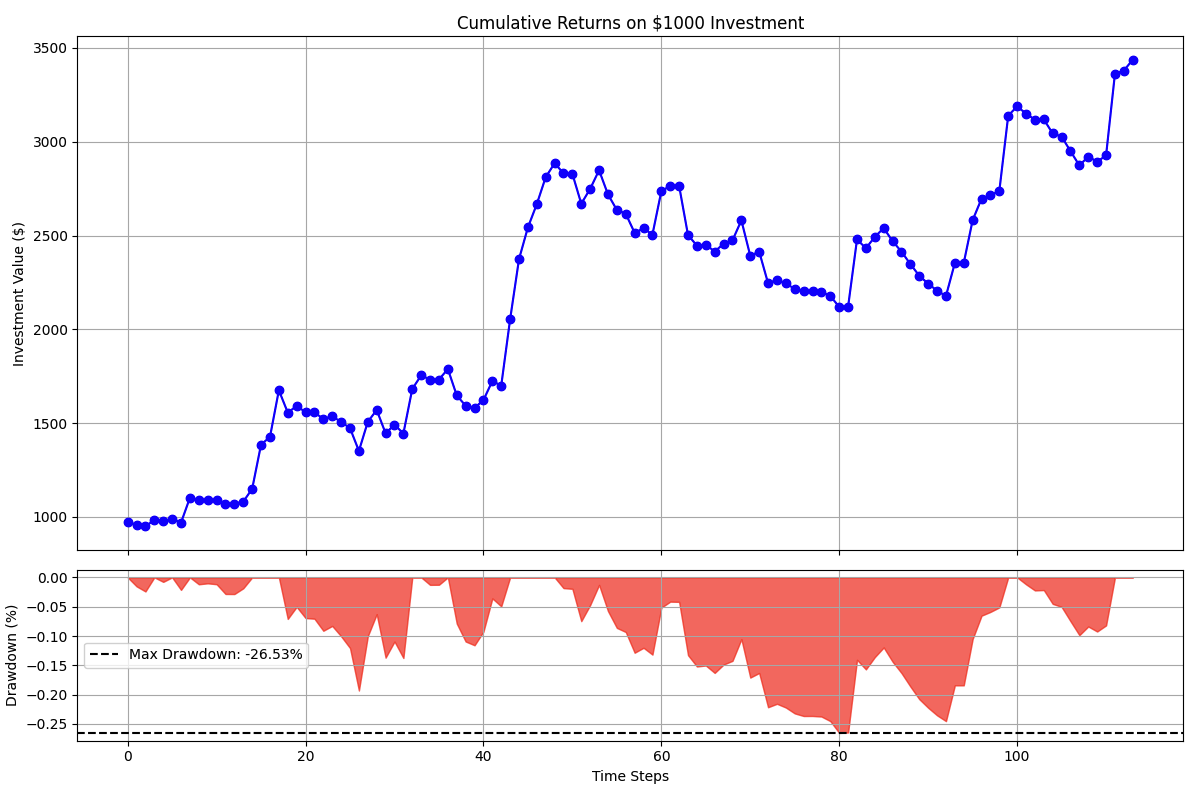 Cumulative Returns on $1000 Investment
3500
3000
2500
2000
1500
1000
Investment Value ($)
0.00
−0.05
−0.10
−0.15
−0.20
−0.25
Drawdown (%)
Max Drawdown: -26.53%
0 20 40 60 80 100
Time Steps